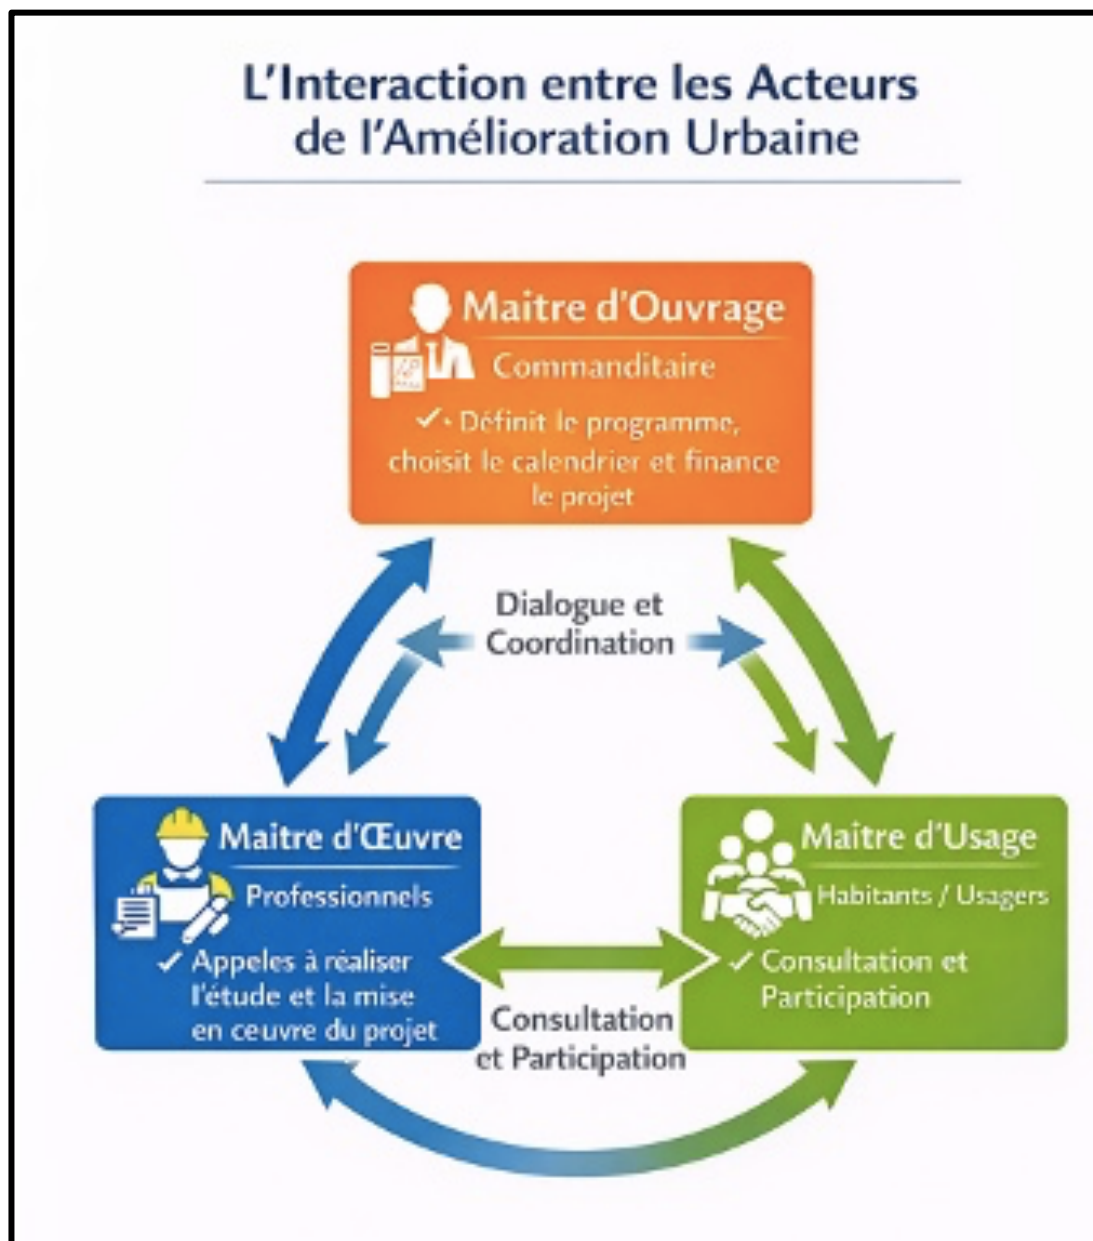 L'Interaction entre les Acteurs
de l'Amélioration Urbaine
Maitre d'Ouvrage
Commanditaire
✓ • Définit le programme,
choisit le calendrier et finance
le projet
Dialogue et
Coordination
Maitre d'Œuvre
Professionnels
✓ Appeles à réaliser
l'étude et la mise
en œuvre du projet
Maitre d'Usage
Habitants / Usagers
✓ Consultation et
Participation
Consultation
et Participation